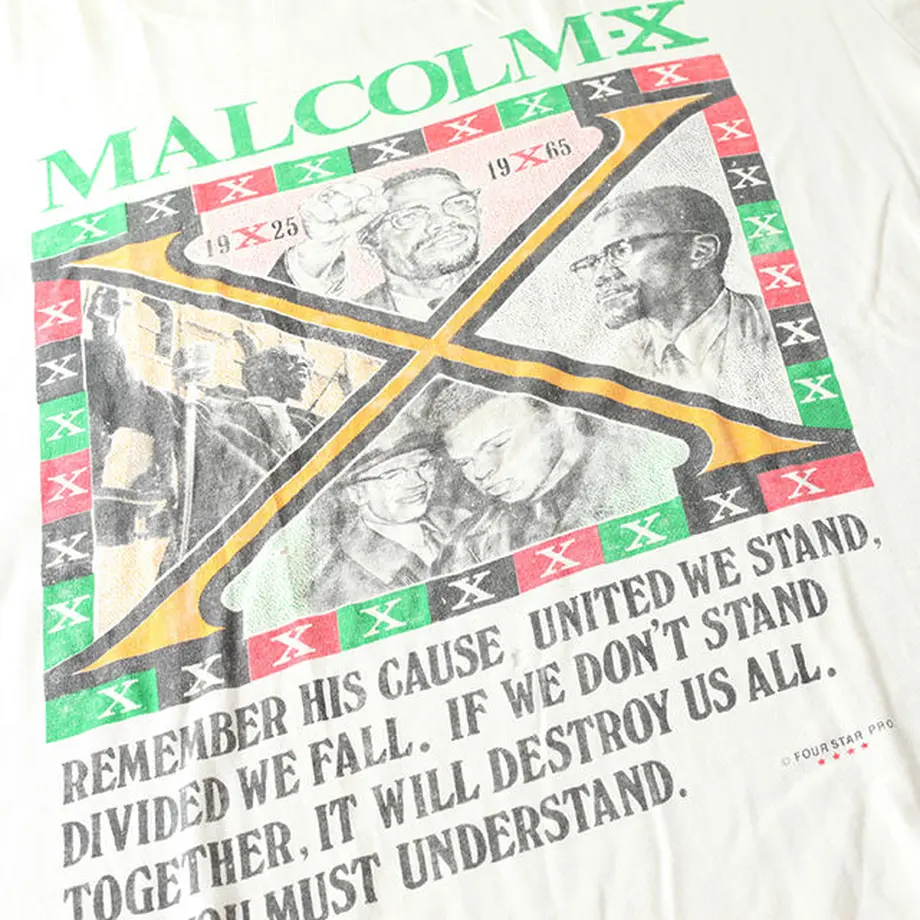 MALCOLM-X
X X X X X X X X
19X25
19X65
X X X X X X
X X X X X X
X X X X X X X
REMEMBER HIS CAUSE, UNITED WE STAND,
DIVIDED WE FALL. IF WE DON'T STAND
TOGETHER, IT WILL DESTROY US ALL.
YOU MUST UNDERSTAND.
© FOUR STAR PRO.